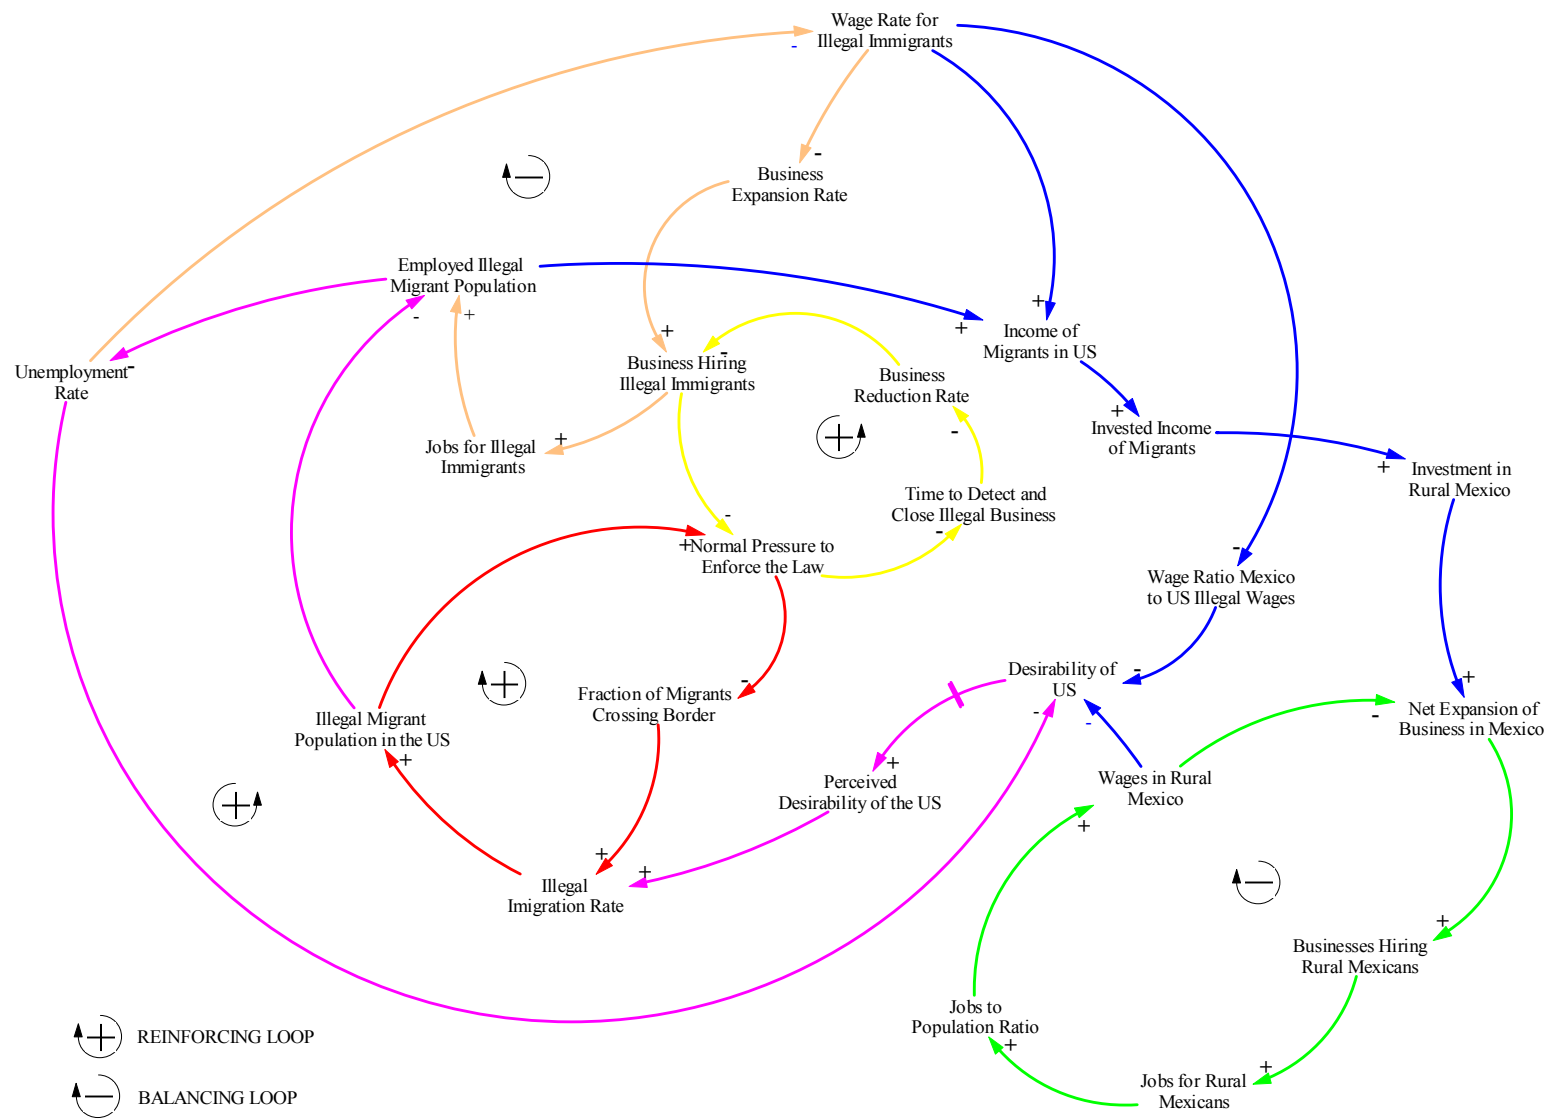 Wage Rate for
Illegal Immigrants
-
-
Business
Expansion Rate
Employed Illegal
Migrant Population
-
+
+
+
+
Income of
Migrants in US
Unemployment
Rate
-
Business Hiring
Illegal Immigrants
-
Business
Reduction Rate
-
+
Invested Income
of Migrants
+
Jobs for Illegal
Immigrants
+
Investment in
Rural Mexico
Time to Detect and
Close Illegal Business
-
-
+
Normal Pressure to
Enforce the Law
-
Wage Ratio Mexico
to US Illegal Wages
Desirability of
US
-
-
-
+
Fraction of Migrants
Crossing Border
-
Illegal Migrant
Population in the US
+
Net Expansion of
Business in Mexico
-
Perceived
Desirability of the US
+
Wages in Rural
Mexico
+
+
+
Illegal
Imigration Rate
+
Businesses Hiring
Rural Mexicans
Jobs to
Population Ratio
+
REINFORCING LOOP
+
Jobs for Rural
Mexicans
BALANCING LOOP